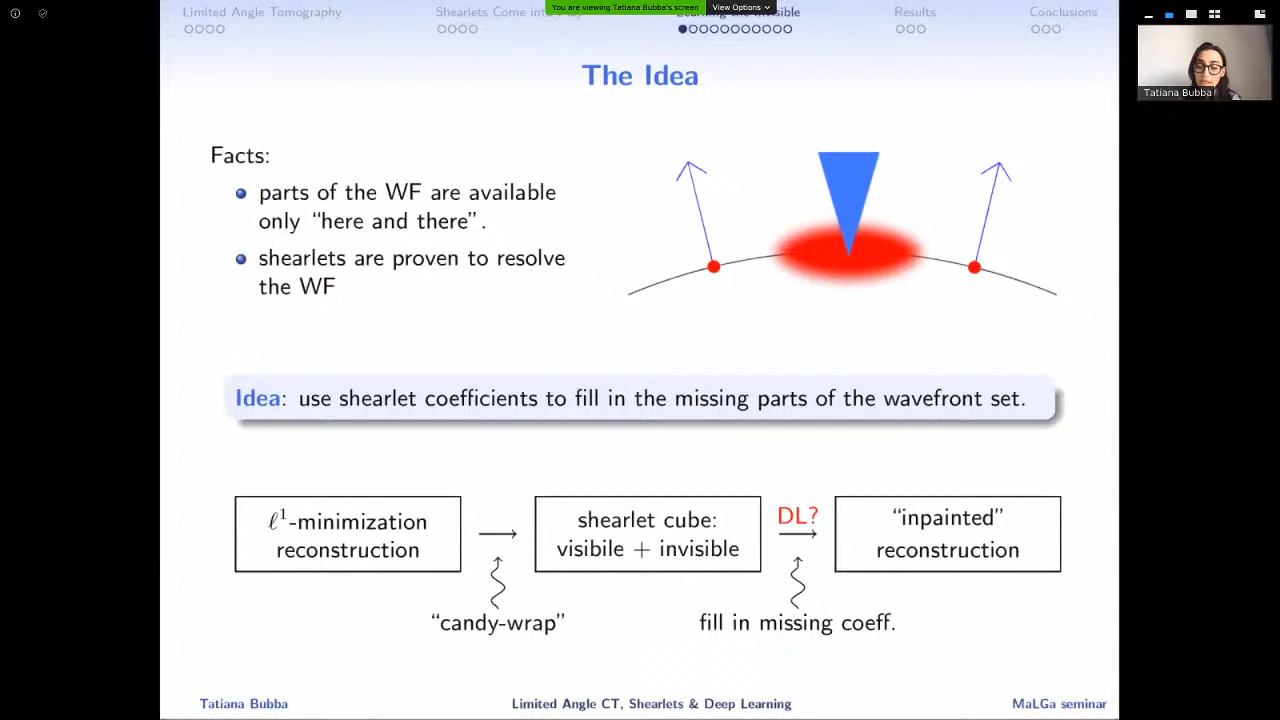 You are viewing Tatiana Bubba's screen
View Options
Limited Angle Tomography
Shearlets Come into
Learning the Invisible
Results
Conclusions
The Idea
Tatiana Bubba
Facts:
parts of the WF are available
only “here and there”.
shearlets are proven to resolve
the WF
Idea: use shearlet coefficients to fill in the missing parts of the wavefront set.
ℓ¹-minimization
reconstruction
shearlet cube:
visibile + invisible
DL?
“inpainted”
reconstruction
“candy-wrap”
fill in missing coeff.
Tatiana Bubba
Limited Angle CT, Shearlets & Deep Learning
MaLGa seminar